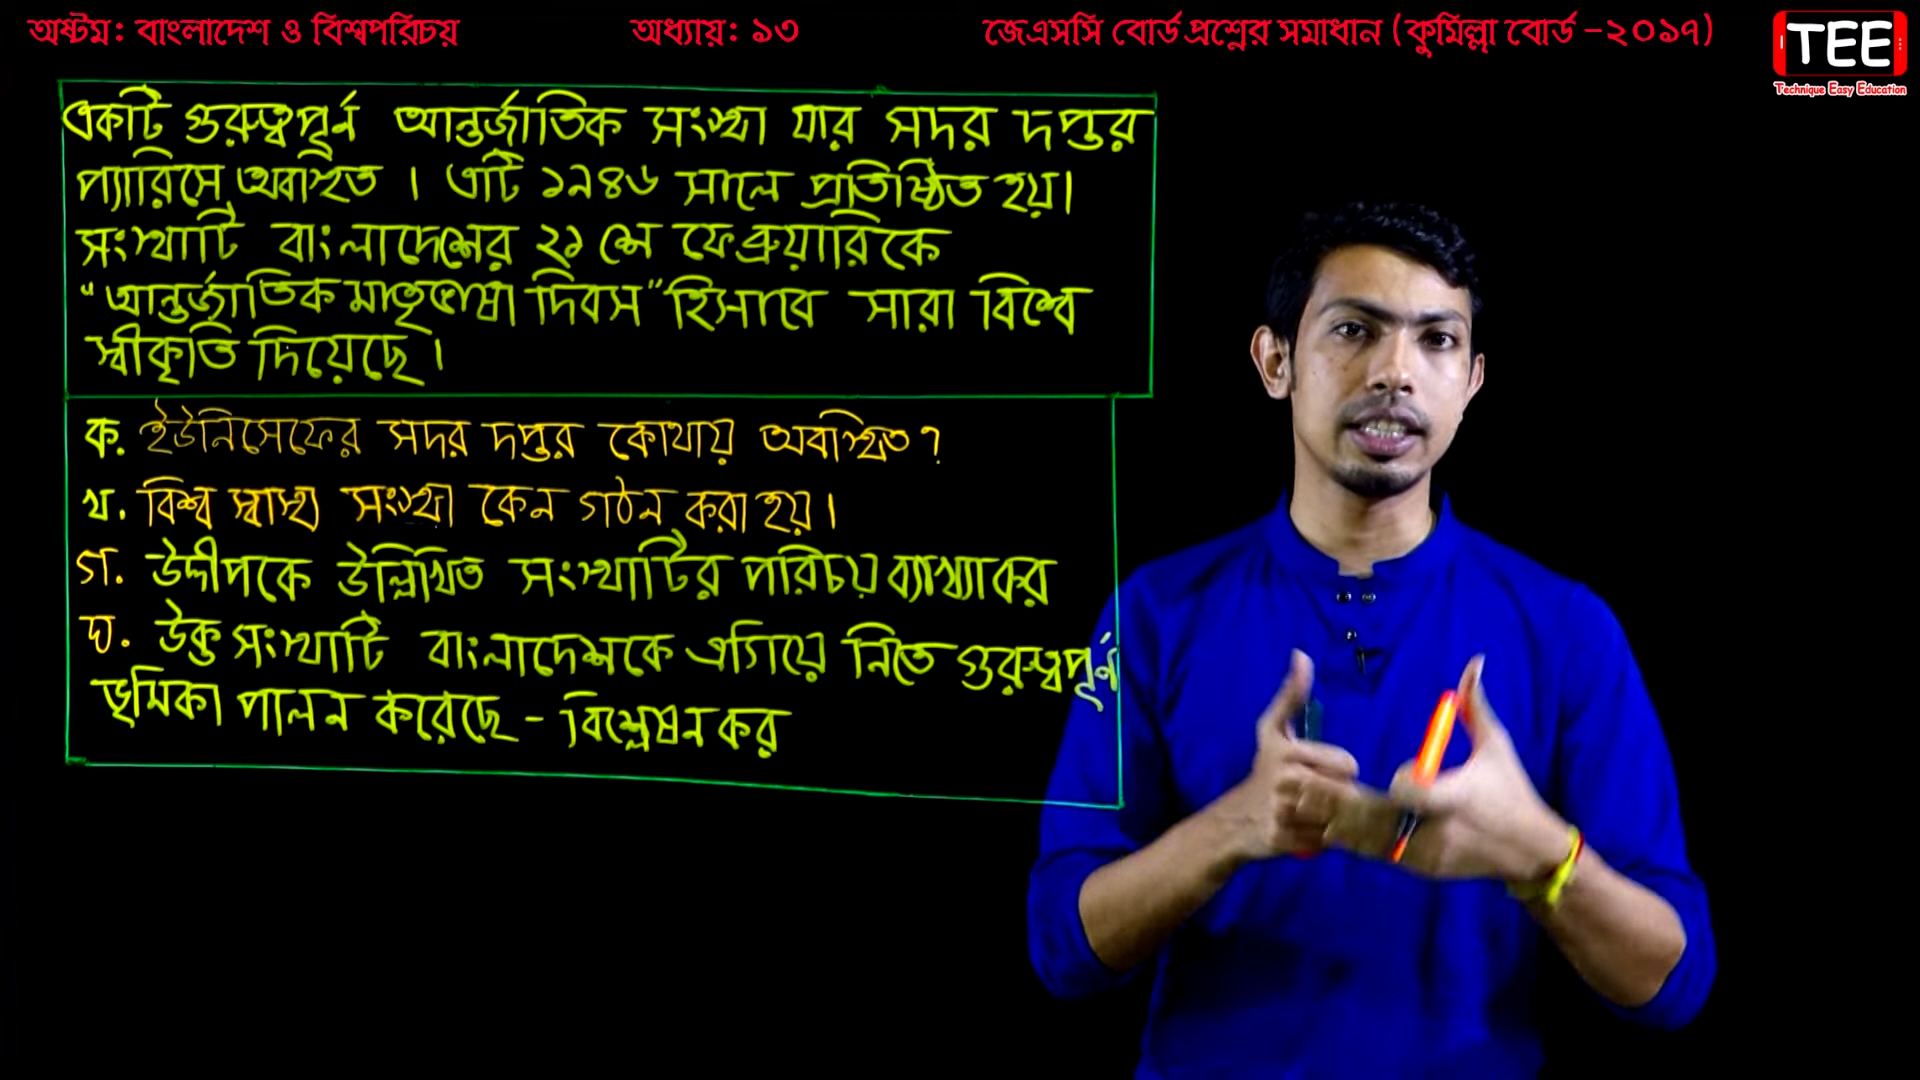 অষ্টম: বাংলাদেশ ও বিশ্বপরিচয় অধ্যায়: ১৩ জেএসসি বোর্ড প্রশ্নের সমাধান (কুমিল্লা বোর্ড -২০১৭)
TEE
Technique Easy Education
একটি গুরুত্বপূর্ন আন্তর্জাতিক সংস্থা যার সদর দপ্তর
প্যারিসে অবস্থিত । এটি ১৯৪৬ সালে প্রতিষ্ঠিত হয়।
সংস্থাটি বাংলাদেশের ২১ শে ফেব্রুয়ারিকে
“আন্তর্জাতিক মাতৃভাষা দিবস” হিসাবে সারা বিশ্বে
স্বীকৃতি দিয়েছে ।
ক. ইউনিসেফের সদর দপ্তর কোথায় অবস্থিত ?
খ. বিশ্ব স্বাস্থ্য সংস্থা কেন গঠন করা হয় ।
গ. উদ্দীপকে উল্লিখিত সংস্থাটির পরিচয় ব্যাখ্যা কর
ঘ. উক্ত সংস্থাটি বাংলাদেশকে এগিয়ে নিতে গুরুত্বপূর্ন
ভূমিকা পালন করেছে - বিশ্লেষন কর